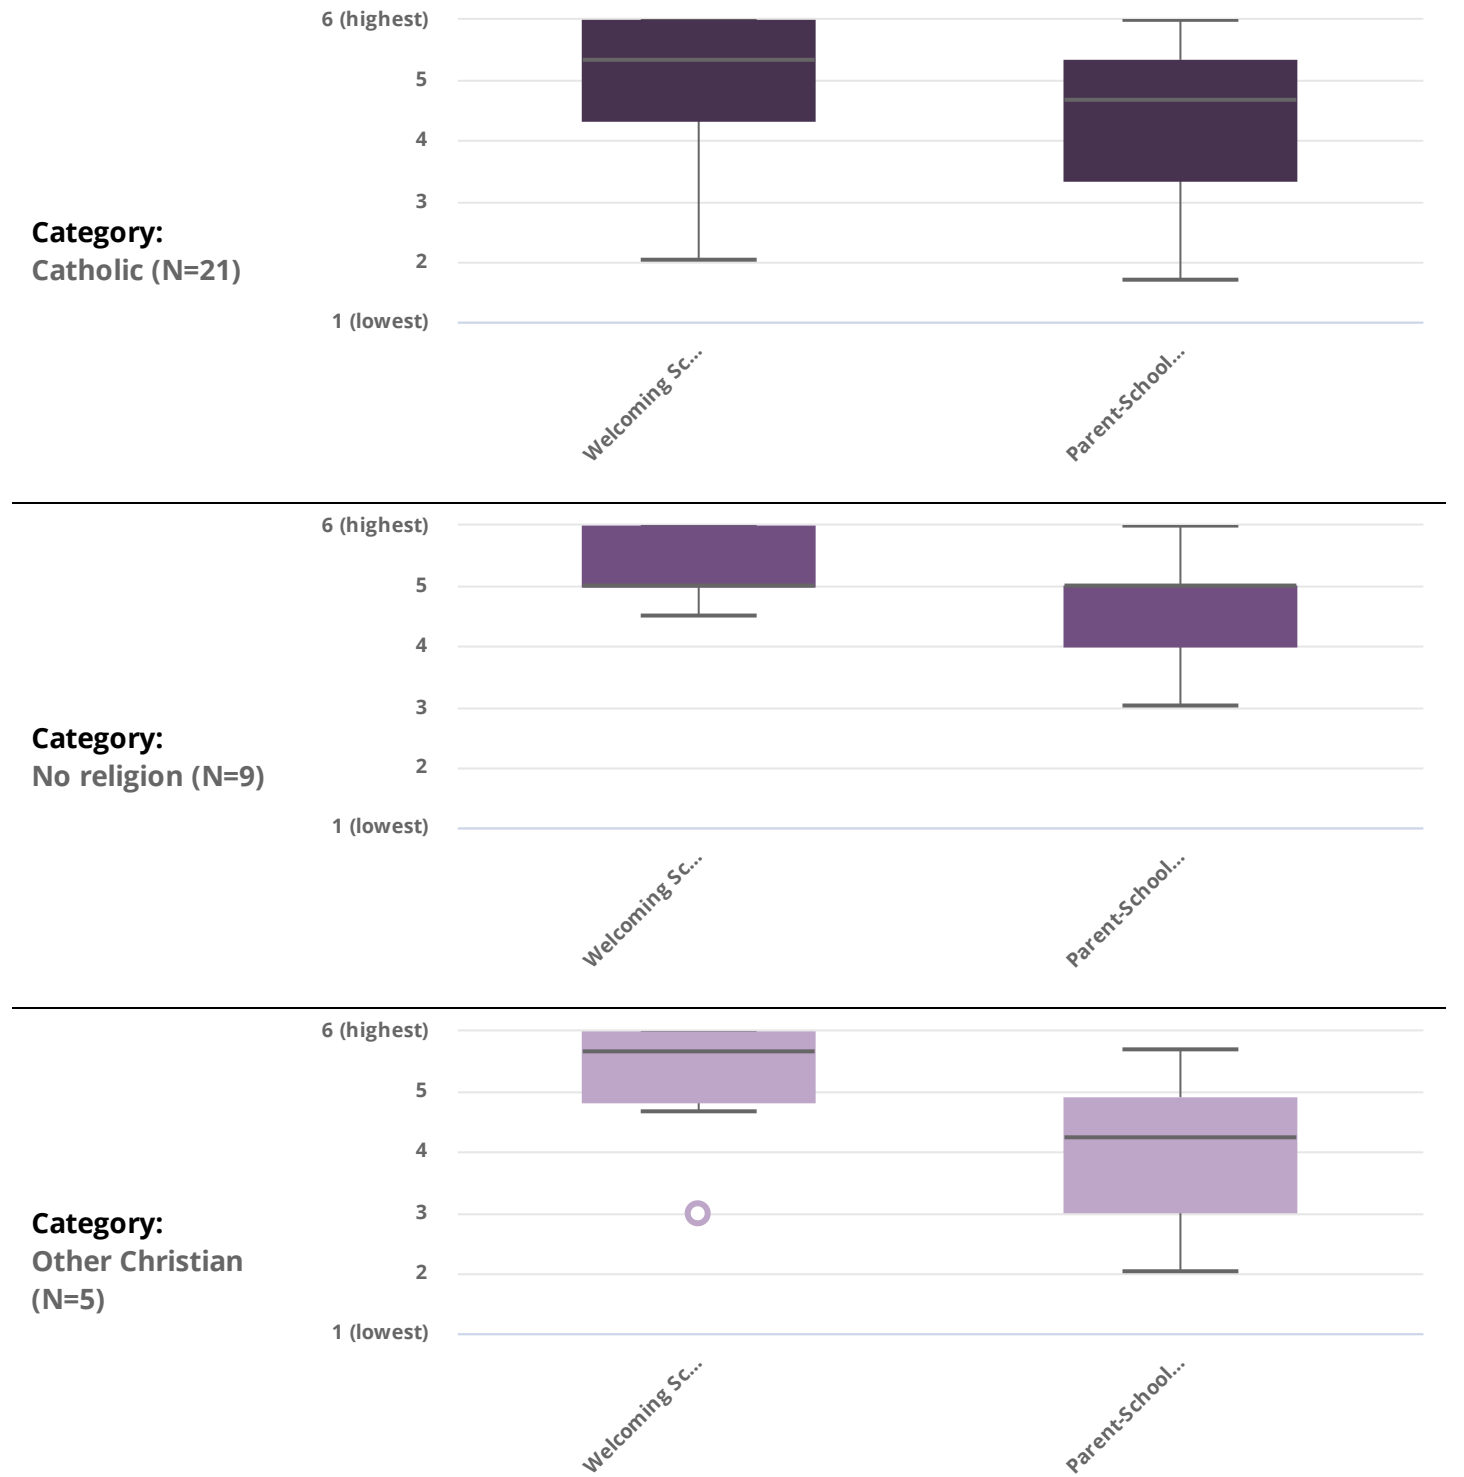 6 (highest)
5
4
3
2
1 (lowest)
Category:
Catholic (N=21)
Welcoming Sc...
Parent-School...
6 (highest)
5
4
3
2
1 (lowest)
Category:
No religion (N=9)
Welcoming Sc...
Parent-School...
6 (highest)
5
4
3
2
1 (lowest)
Category:
Other Christian
(N=5)
Welcoming Sc...
Parent-School...